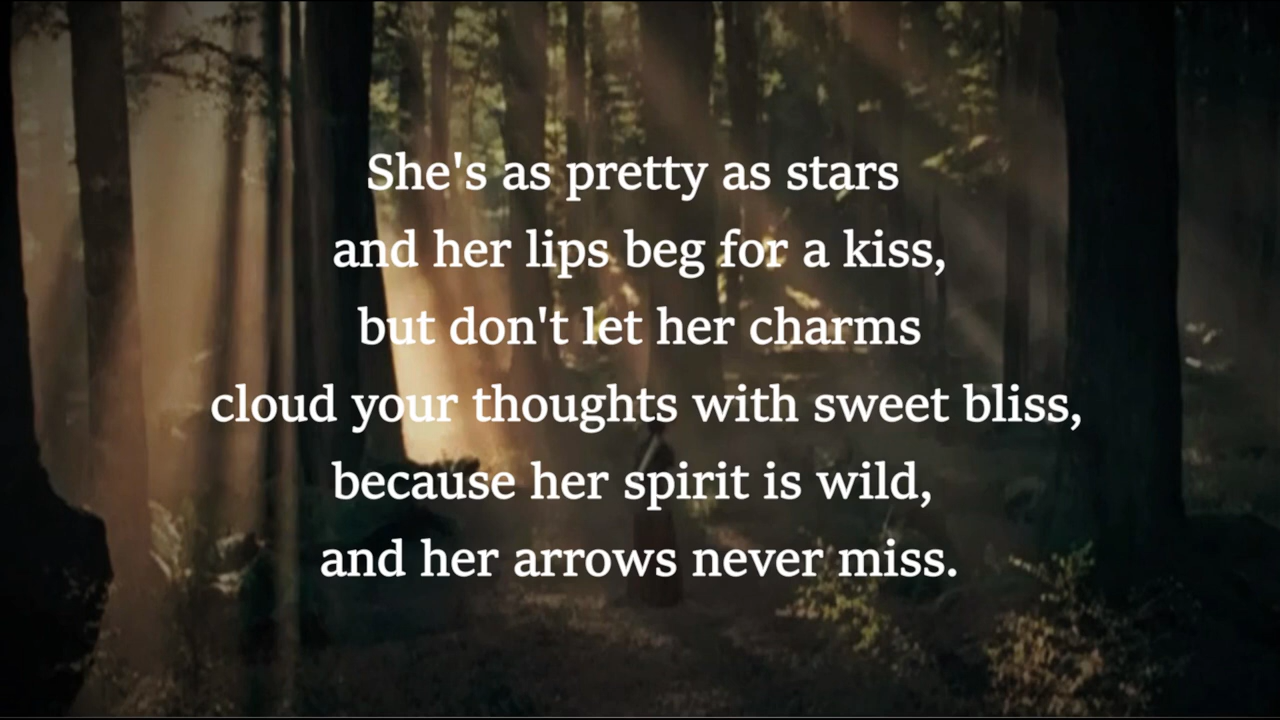 She's as pretty as stars
and her lips beg for a kiss,
but don't let her charms
cloud your thoughts with sweet bliss,
because her spirit is wild,
and her arrows never miss.